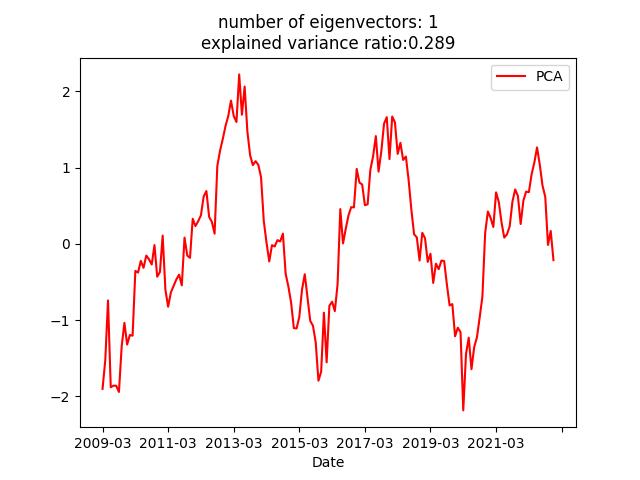 number of eigenvectors: 1
explained variance ratio:0.289
PCA
2
1
0
−1
−2
2009-03 2011-03 2013-03 2015-03 2017-03 2019-03 2021-03
Date